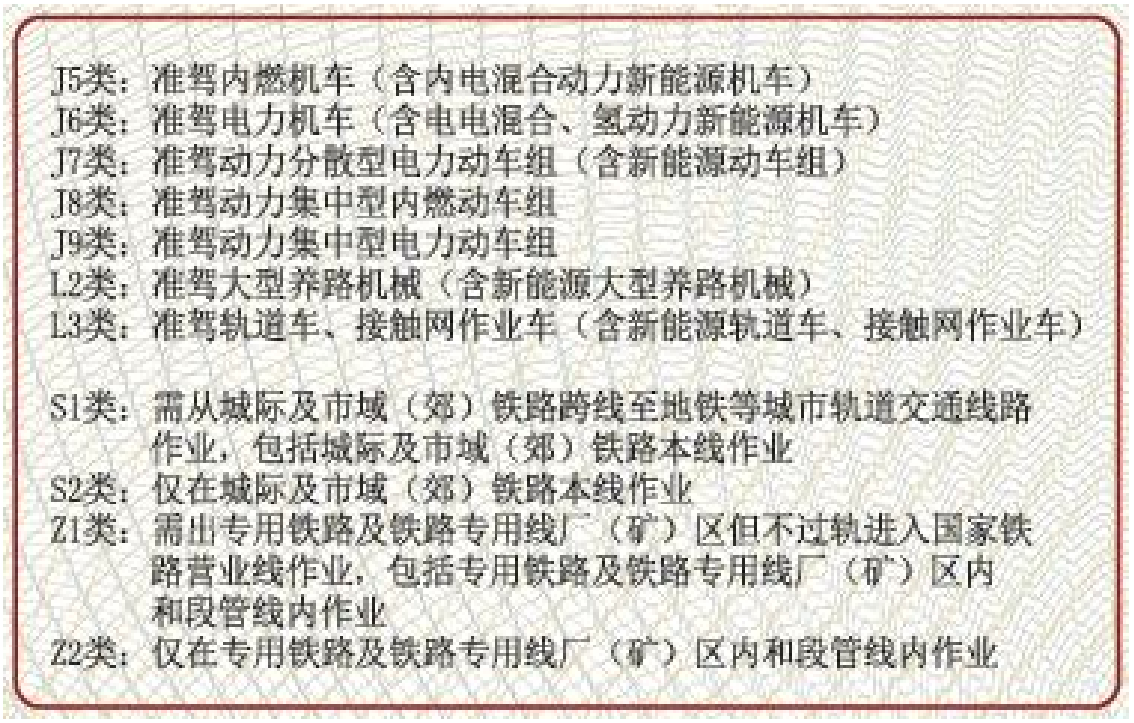 J5类：准驾内燃机车（含内电混合动力新能源机车）
J6类：准驾电力机车（含电电混合、氢动力新能源机车）
J7类：准驾动力分散型电力动车组（含新能源动车组）
J8类：准驾动力集中型内燃动车组
J9类：准驾动力集中型电力动车组
L2类：准驾大型养路机械（含新能源大型养路机械）
L3类：准驾轨道车、接触网作业车（含新能源轨道车、接触网作业车）
S1类：需从城际及市域（郊）铁路跨线至地铁等城市轨道交通线路
作业，包括城际及市域（郊）铁路本线作业
S2类：仅在城际及市域（郊）铁路本线作业
Z1类：需出专用铁路及铁路专用线厂（矿）区但不过轨进入国家铁
路营业线作业，包括专用铁路及铁路专用线厂（矿）区内
和段管线内作业
Z2类：仅在专用铁路及铁路专用线厂（矿）区内和段管线内作业